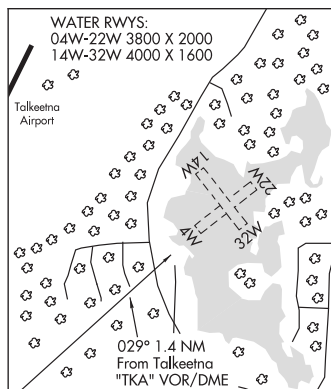 WATER RWYS:
04W-22W 3800 X 2000
14W-32W 4000 X 1600
Talkeetna
Airport
14W
22W
4W
32W
029° 1.4 NM
From Talkeetna
"TKA" VOR/DME